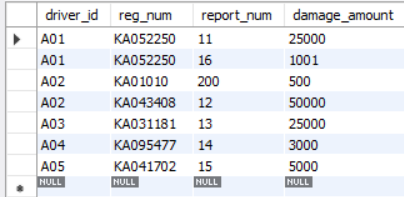 driver_id reg_num report_num damage_amount
A01 KA052250 11 25000
A01 KA052250 16 1001
A02 KA01010 200 500
A02 KA043408 12 50000
A03 KA031181 13 25000
A04 KA095477 14 3000
A05 KA041702 15 5000
NULL NULL NULL NULL